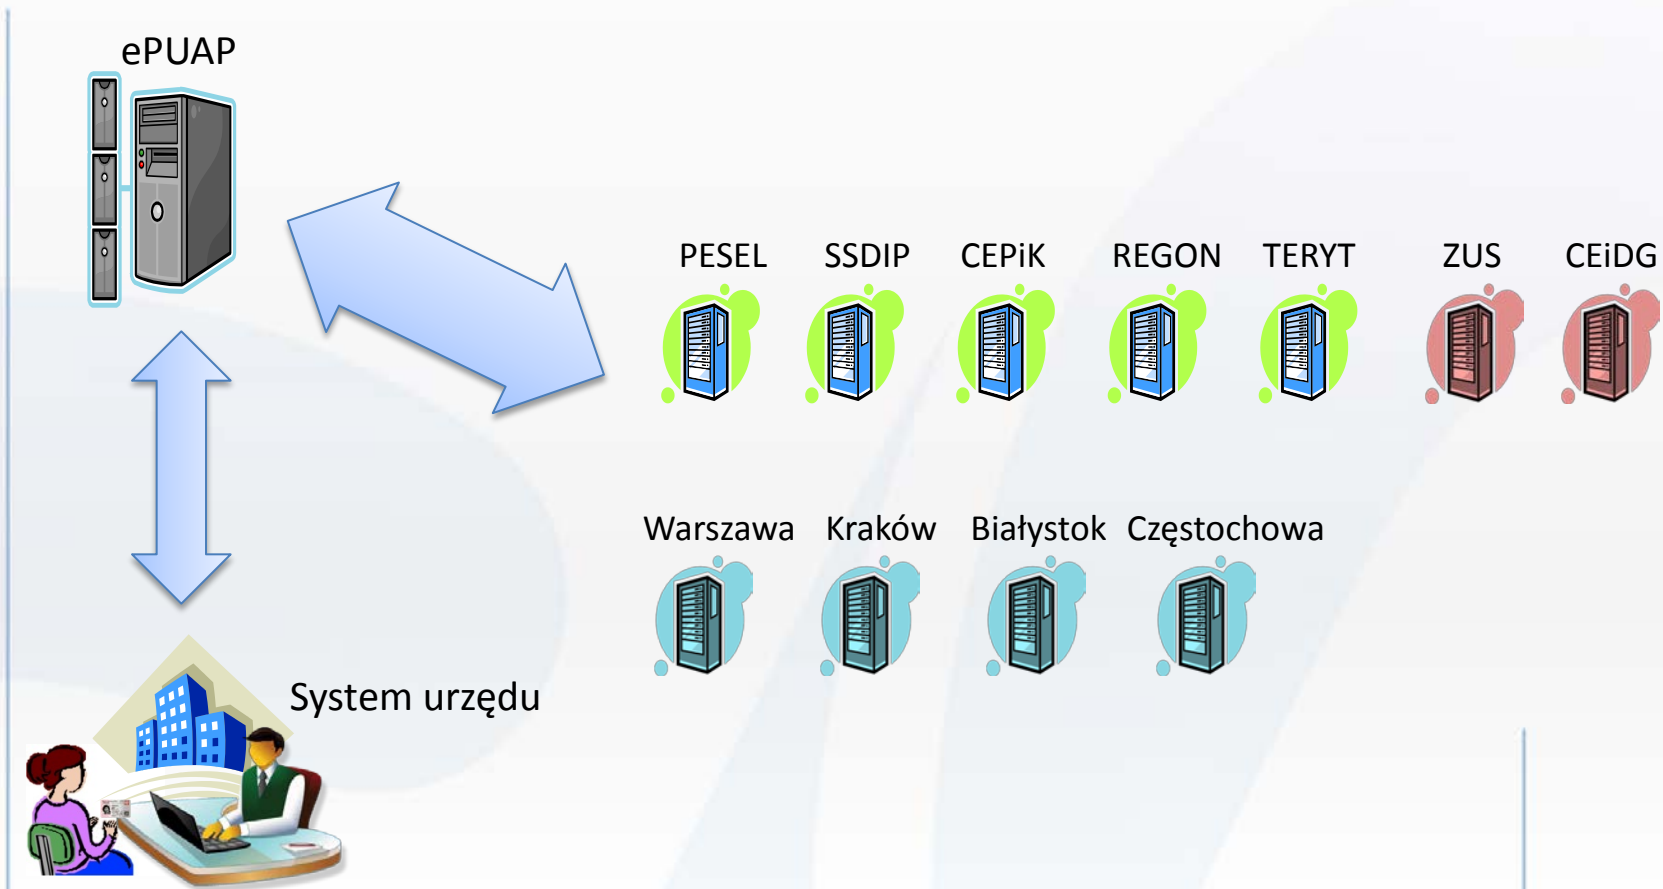 ePUAP
PESEL SSDIP CEPiK REGON TERYT ZUS CEiDG
Warszawa Kraków Białystok Częstochowa
System urzędu